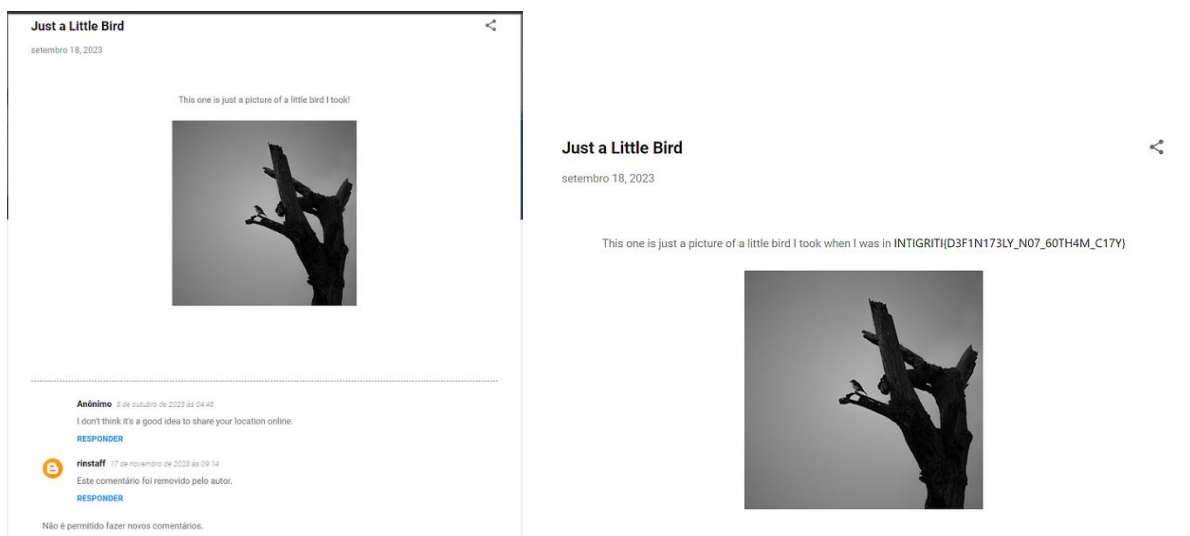 Just a Little Bird
setembro 18, 2023
This one is just a picture of a little bird I took!
Anônimo 3 de outubro de 2023 às 04:46
I don't think it's a good idea to share your location online.
RESPONDER
rinstaff 17 de novembro de 2023 às 09:14
Este comentário foi removido pelo autor.
RESPONDER
Não é permitido fazer novos comentários.
Just a Little Bird
setembro 18, 2023
This one is just a picture of a little bird I took when I was in INTIGRITI{D3F1N173LY_N07_60TH4M_C17Y}